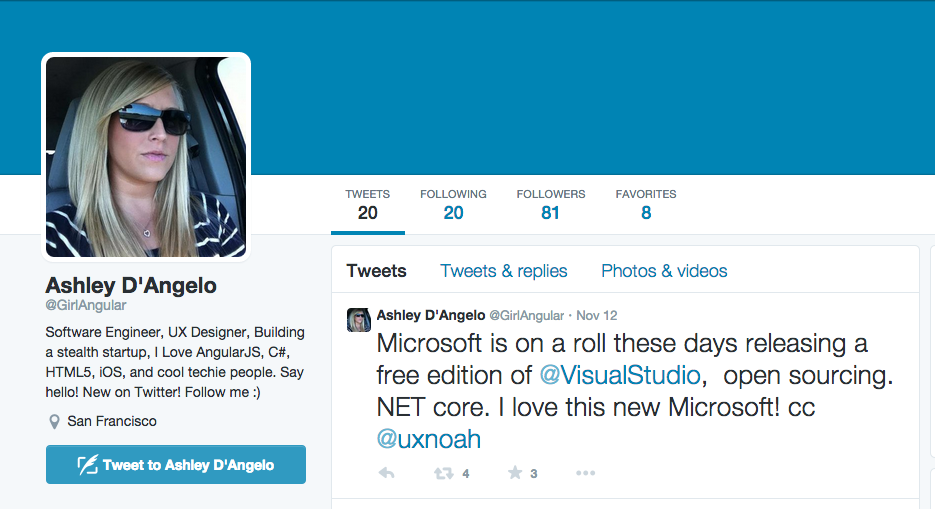 TWEETS FOLLOWING FOLLOWERS FAVORITES
20 20 81 8
Ashley D'Angelo
@GirlAngular
Software Engineer, UX Designer, Building
a stealth startup, I Love AngularJS, C#,
HTML5, iOS, and cool techie people. Say
hello! New on Twitter! Follow me :)
San Francisco
Tweet to Ashley D'Angelo
Tweets Tweets & replies Photos & videos
Ashley D'Angelo @GirlAngular · Nov 12
Microsoft is on a roll these days releasing a
free edition of @VisualStudio, open sourcing.
NET core. I love this new Microsoft! cc
@uxnoah
4 3